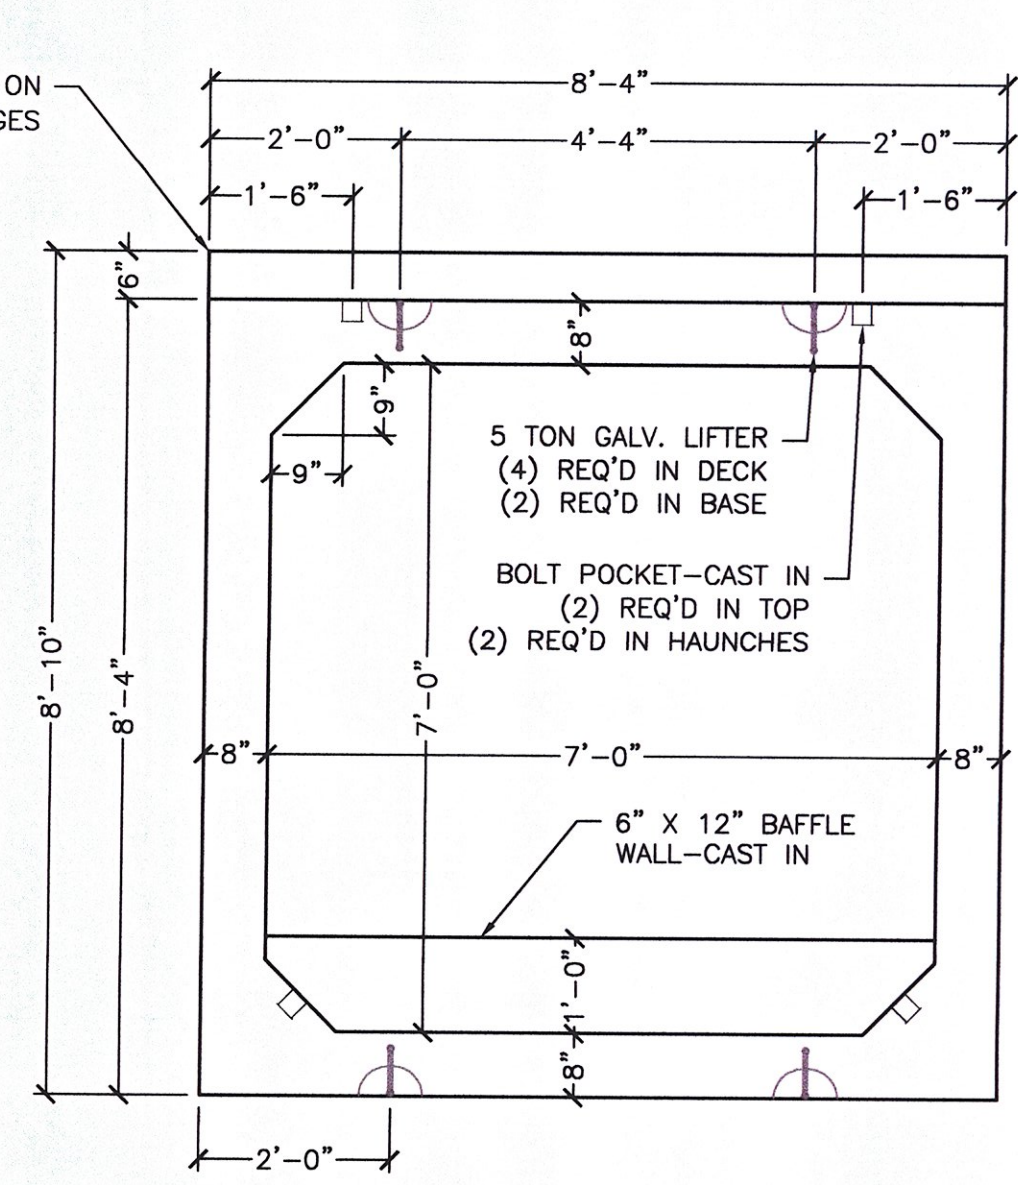 ON
GES
8'-4"
2'-0"
4'-4"
2'-0"
1'-6"
1'-6"
6"
8"
9"
9"
5 TON GALV. LIFTER
(4) REQ'D IN DECK
(2) REQ'D IN BASE
BOLT POCKET-CAST IN
(2) REQ'D IN TOP
(2) REQ'D IN HAUNCHES
8'-10"
8'-4"
7'-0"
8"
7'-0"
8"
6" X 12" BAFFLE
WALL-CAST IN
1'-0"
8"
2'-0"